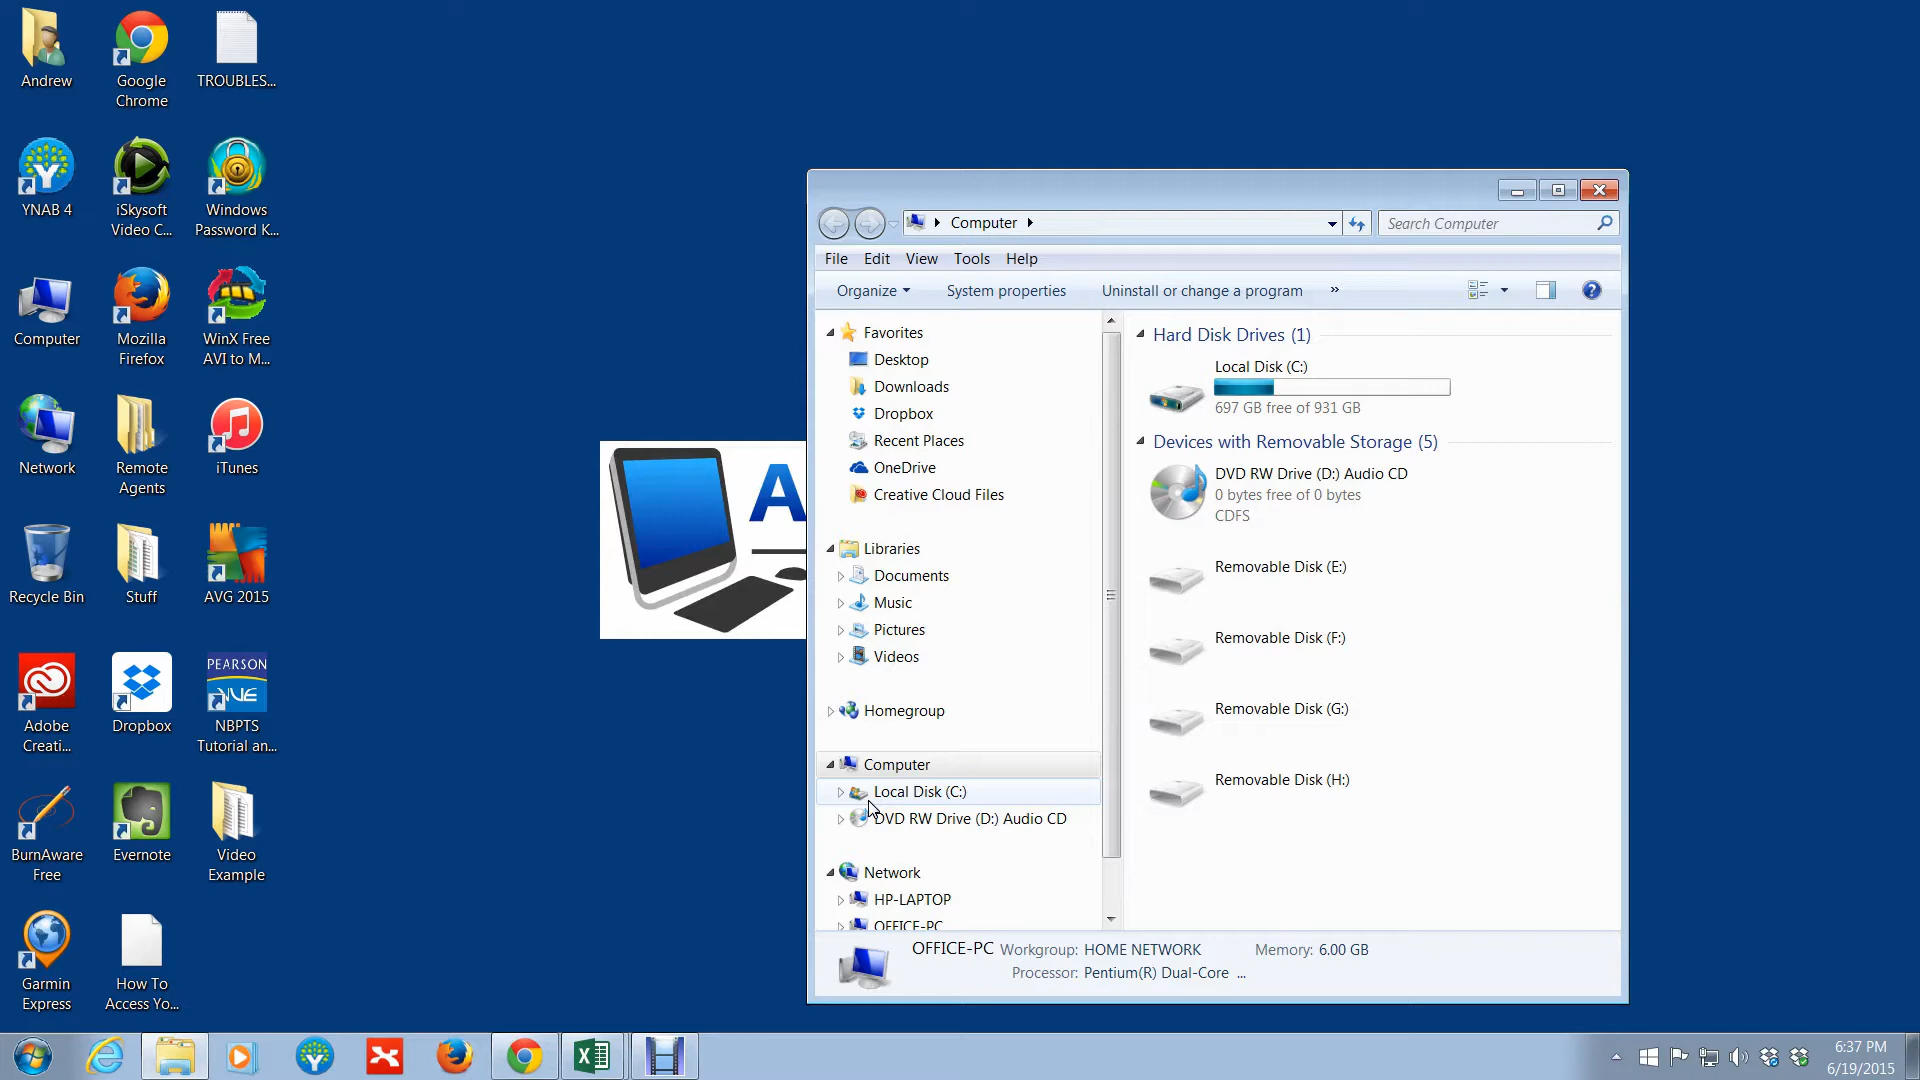 Andrew
Google
Chrome
TROUBLES...
YNAB 4
iSkysoft
Video C...
Windows
Password K...
Computer
Mozilla
Firefox
WinX Free
AVI to M...
Network
Remote
Agents
iTunes
Recycle Bin
Stuff
AVG 2015
Adobe
Creati...
Dropbox
PEARSON
VUE
NBPTS
Tutorial an...
BurnAware
Free
Evernote
Video
Example
Garmin
Express
How To
Access Yo...
A
Computer
Search Computer
File Edit View Tools Help
Organize System properties Uninstall or change a program »
Favorites
Desktop
Downloads
Dropbox
Recent Places
OneDrive
Creative Cloud Files
Libraries
Documents
Music
Pictures
Videos
Homegroup
Computer
Local Disk (C:)
DVD RW Drive (D:) Audio CD
Network
HP-LAPTOP
OFFICE-PC
Hard Disk Drives (1)
Local Disk (C:)
697 GB free of 931 GB
Devices with Removable Storage (5)
DVD RW Drive (D:) Audio CD
0 bytes free of 0 bytes
CDFS
Removable Disk (E:)
Removable Disk (F:)
Removable Disk (G:)
Removable Disk (H:)
OFFICE-PC Workgroup: HOME NETWORK Memory: 6.00 GB
Processor: Pentium(R) Dual-Core ...
6:37 PM
6/19/2015